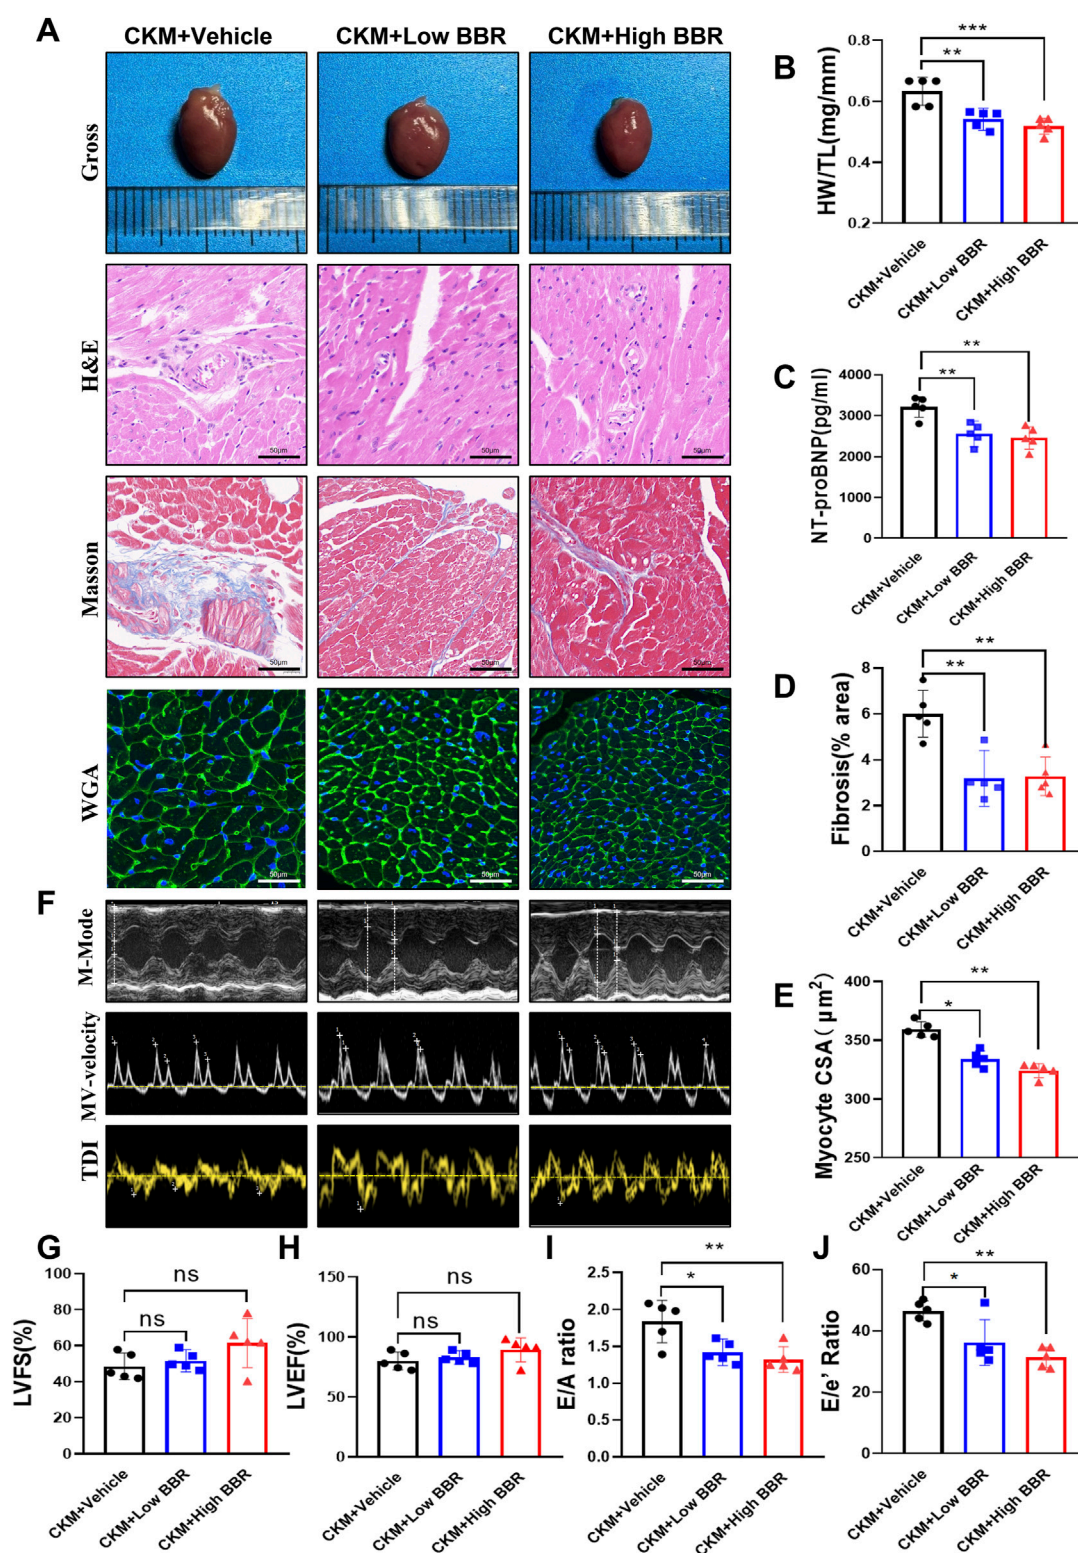 A
CKM+Vehicle
CKM+Low BBR
CKM+High BBR
Gross
H&E
50μm
50μm
50μm
Masson
50μm
50μm
50μm
WGA
50μm
50μm
50μm
B
HW/TL(mg/mm)
0.8
0.6
0.4
0.2
**
***
CKM+Vehicle
CKM+Low BBR
CKM+High BBR
C
NT-proBNP(pg/ml)
4000
3000
2000
1000
0
**
**
CKM+Vehicle
CKM+Low BBR
CKM+High BBR
D
Fibrosis(% area)
8
6
4
2
0
**
**
CKM+Vehicle
CKM+Low BBR
CKM+High BBR
E
Myocyte CSA( μm²)
350
300
250
*
**
CKM+Vehicle
CKM+Low BBR
CKM+High BBR
F
M-Mode
MV-velocity
TDI
G
LVFS(%)
100
80
60
40
20
0
ns
ns
CKM+Vehicle
CKM+Low BBR
CKM+High BBR
H
LVEF(%)
150
100
50
0
ns
ns
CKM+Vehicle
CKM+Low BBR
CKM+High BBR
I
E/A ratio
2.5
2.0
1.5
1.0
0.5
0.0
*
**
CKM+Vehicle
CKM+Low BBR
CKM+High BBR
J
E/e' Ratio
60
40
20
0
*
**
CKM+Vehicle
CKM+Low BBR
CKM+High BBR